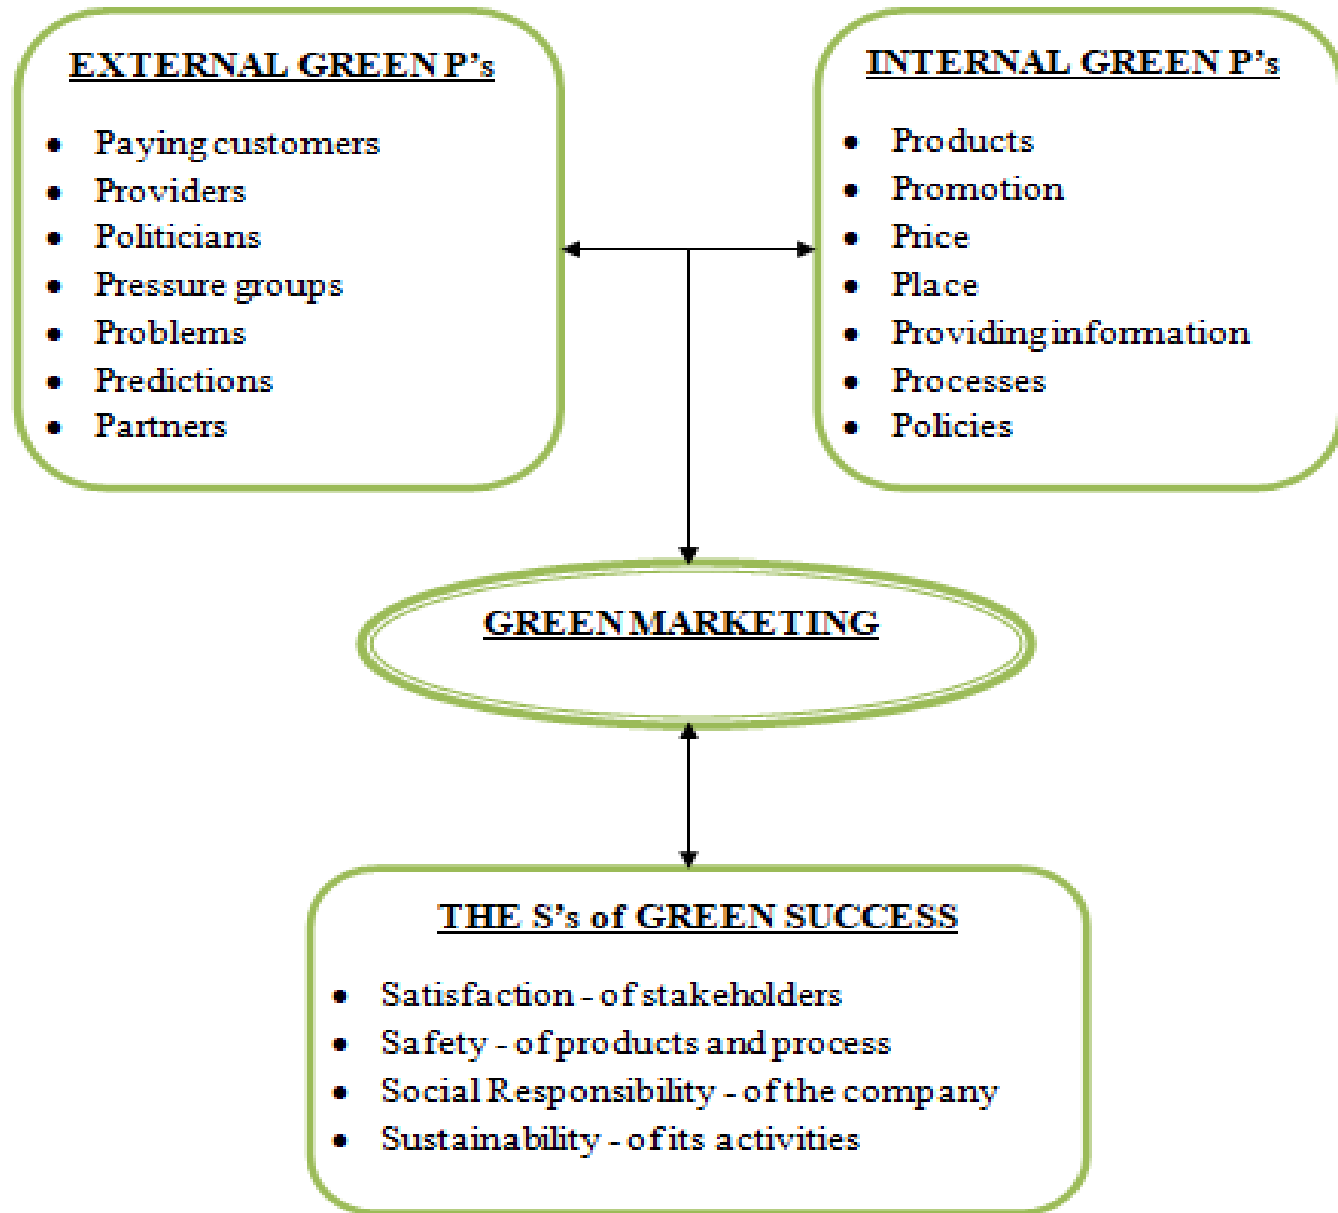 EXTERNAL GREEN P's
• Paying customers
• Providers
• Politicians
• Pressure groups
• Problems
• Predictions
• Partners
INTERNAL GREEN P's
• Products
• Promotion
• Price
• Place
• Providing information
• Processes
• Policies
GREEN MARKETING
THE S's of GREEN SUCCESS
• Satisfaction - of stakeholders
• Safety - of products and process
• Social Responsibility - of the company
• Sustainability - of its activities